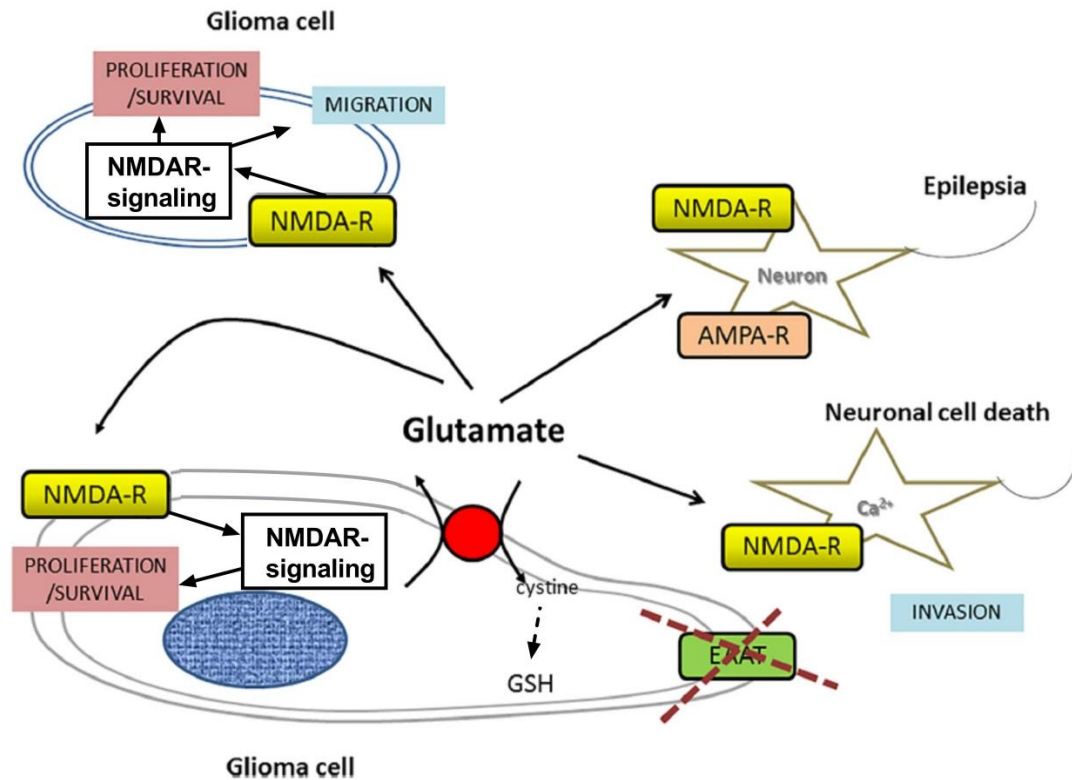 Glioma cell
PROLIFERATION
/SURVIVAL
MIGRATION
NMDAR-
signaling
NMDA-R
Epilepsia
NMDA-R
Neuron
AMPA-R
Glutamate
Neuronal cell death
NMDA-R
NMDAR-
signaling
Ca²⁺
NMDA-R
PROLIFERATION
/SURVIVAL
cystine
INVASION
EAAT
GSH
Glioma cell